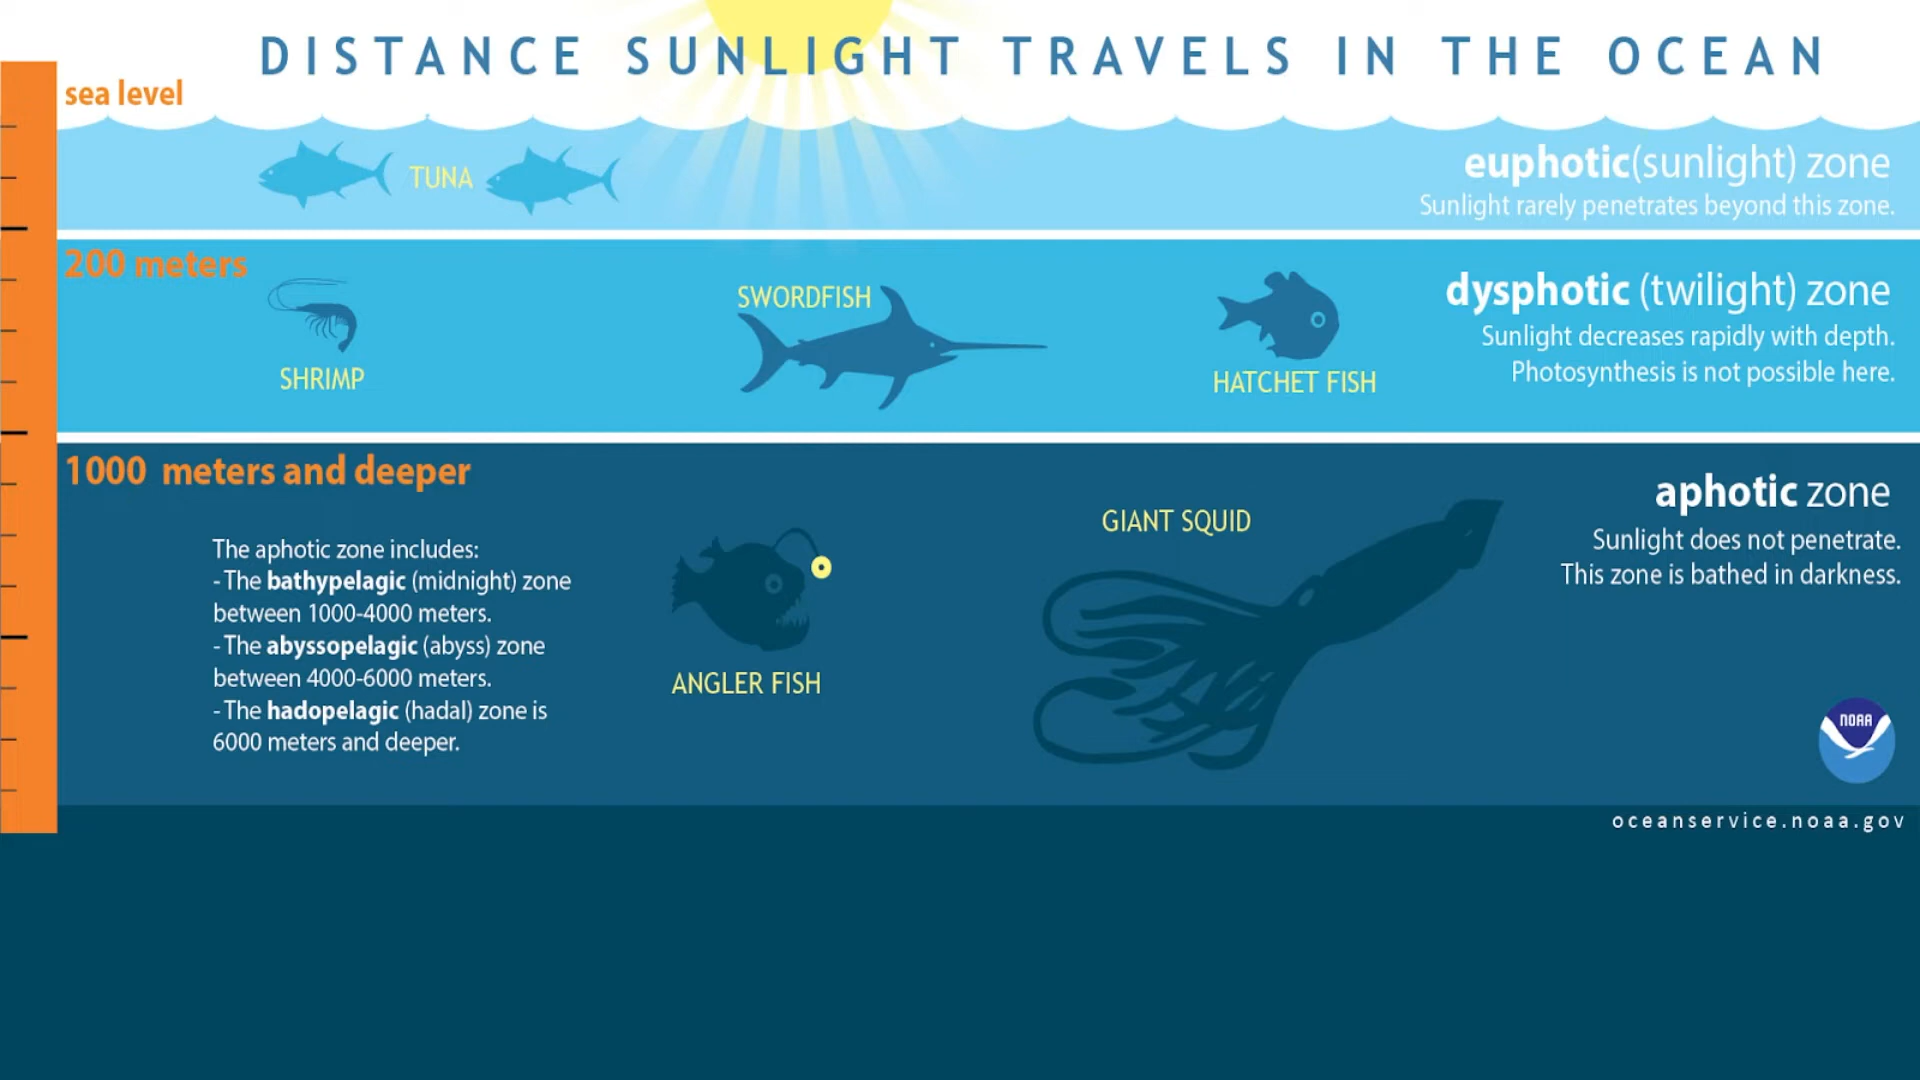 DISTANCE SUNLIGHT TRAVELS IN THE OCEAN
sea level
TUNA
euphotic(sunlight) zone
Sunlight rarely penetrates beyond this zone.
200 meters
SHRIMP
SWORDFISH
HATCHET FISH
dysphotic (twilight) zone
Sunlight decreases rapidly with depth.
Photosynthesis is not possible here.
1000 meters and deeper
The aphotic zone includes:
- The bathypelagic (midnight) zone
between 1000-4000 meters.
- The abyssopelagic (abyss) zone
between 4000-6000 meters.
- The hadopelagic (hadal) zone is
6000 meters and deeper.
ANGLER FISH
GIANT SQUID
aphotic zone
Sunlight does not penetrate.
This zone is bathed in darkness.
NOAA
oceanservice.noaa.gov